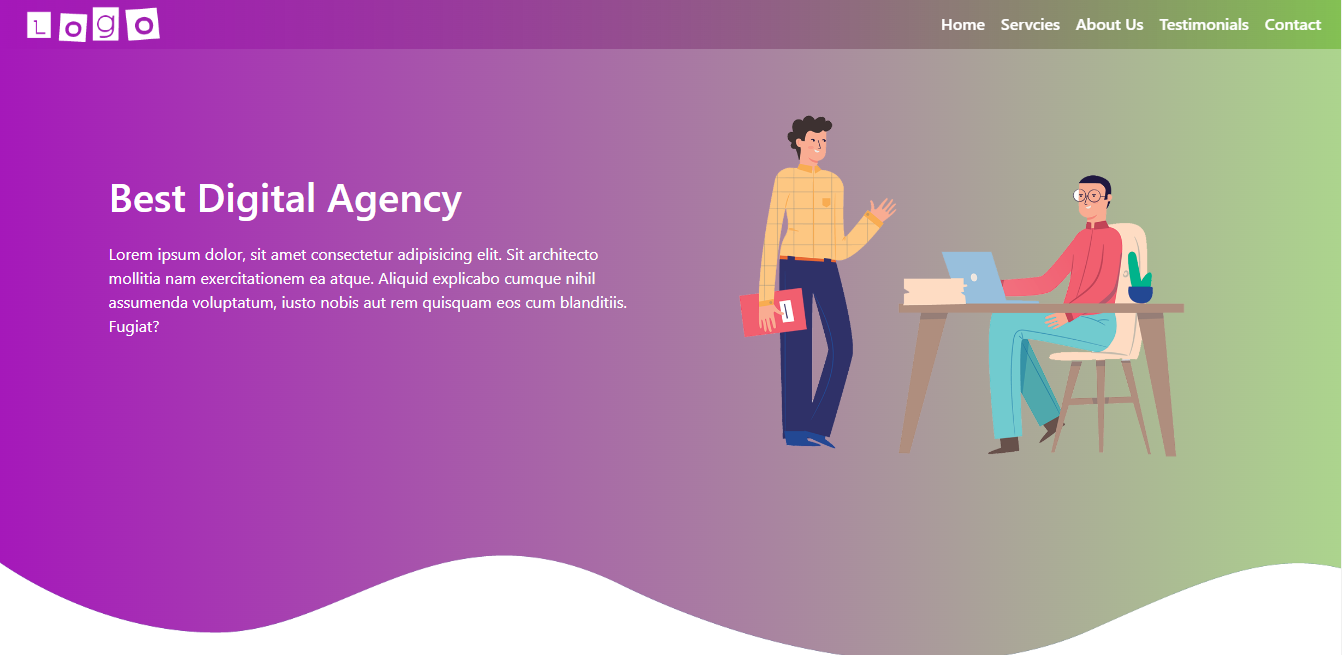 Logo
Home Servcies About Us Testimonials Contact
Best Digital Agency
Lorem ipsum dolor, sit amet consectetur adipisicing elit. Sit architecto
mollitia nam exercitationem ea atque. Aliquid explicabo cumque nihil
assumenda voluptatum, iusto nobis aut rem quisquam eos cum blanditiis.
Fugiat?